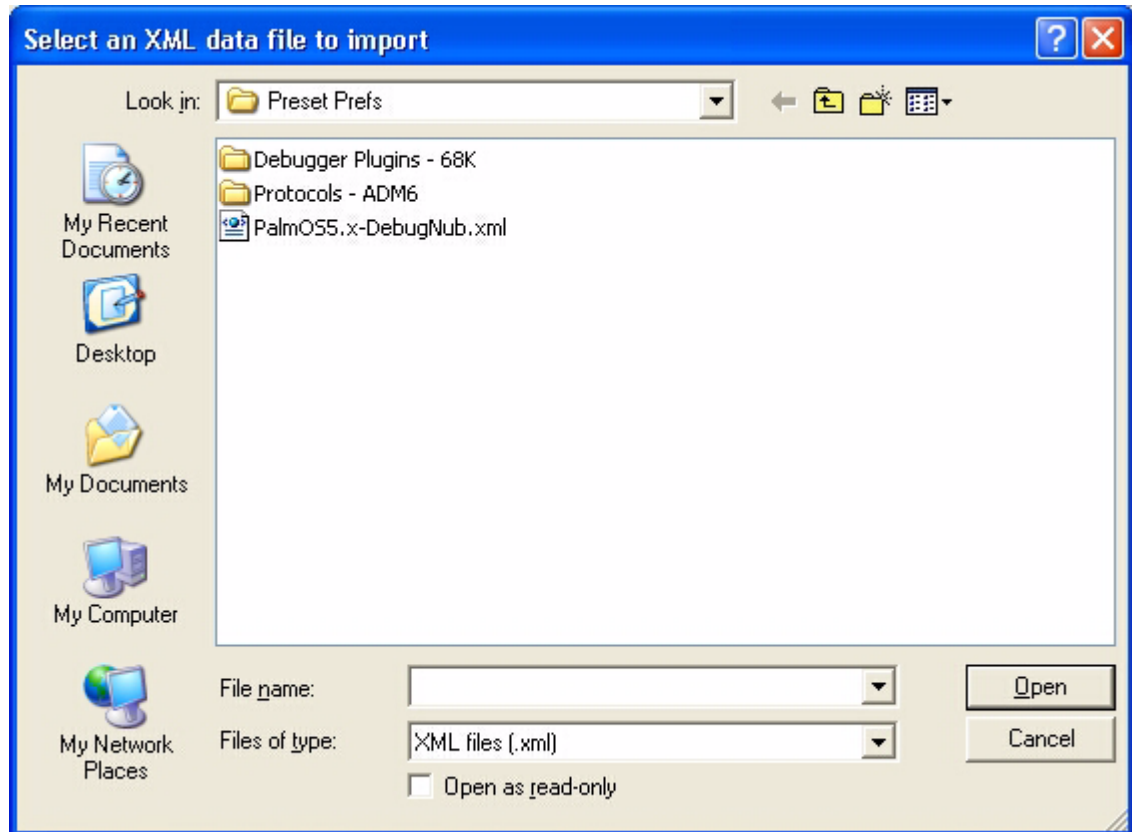 Select an XML data file to import
?
Look in:
Preset Prefs
My Recent
Documents
Desktop
My Documents
My Computer
My Network
Places
Debugger Plugins - 68K
Protocols - ADM6
PalmOS5.x-DebugNub.xml
File name:
Open
Files of type:
XML files (.xml)
Cancel
Open as read-only